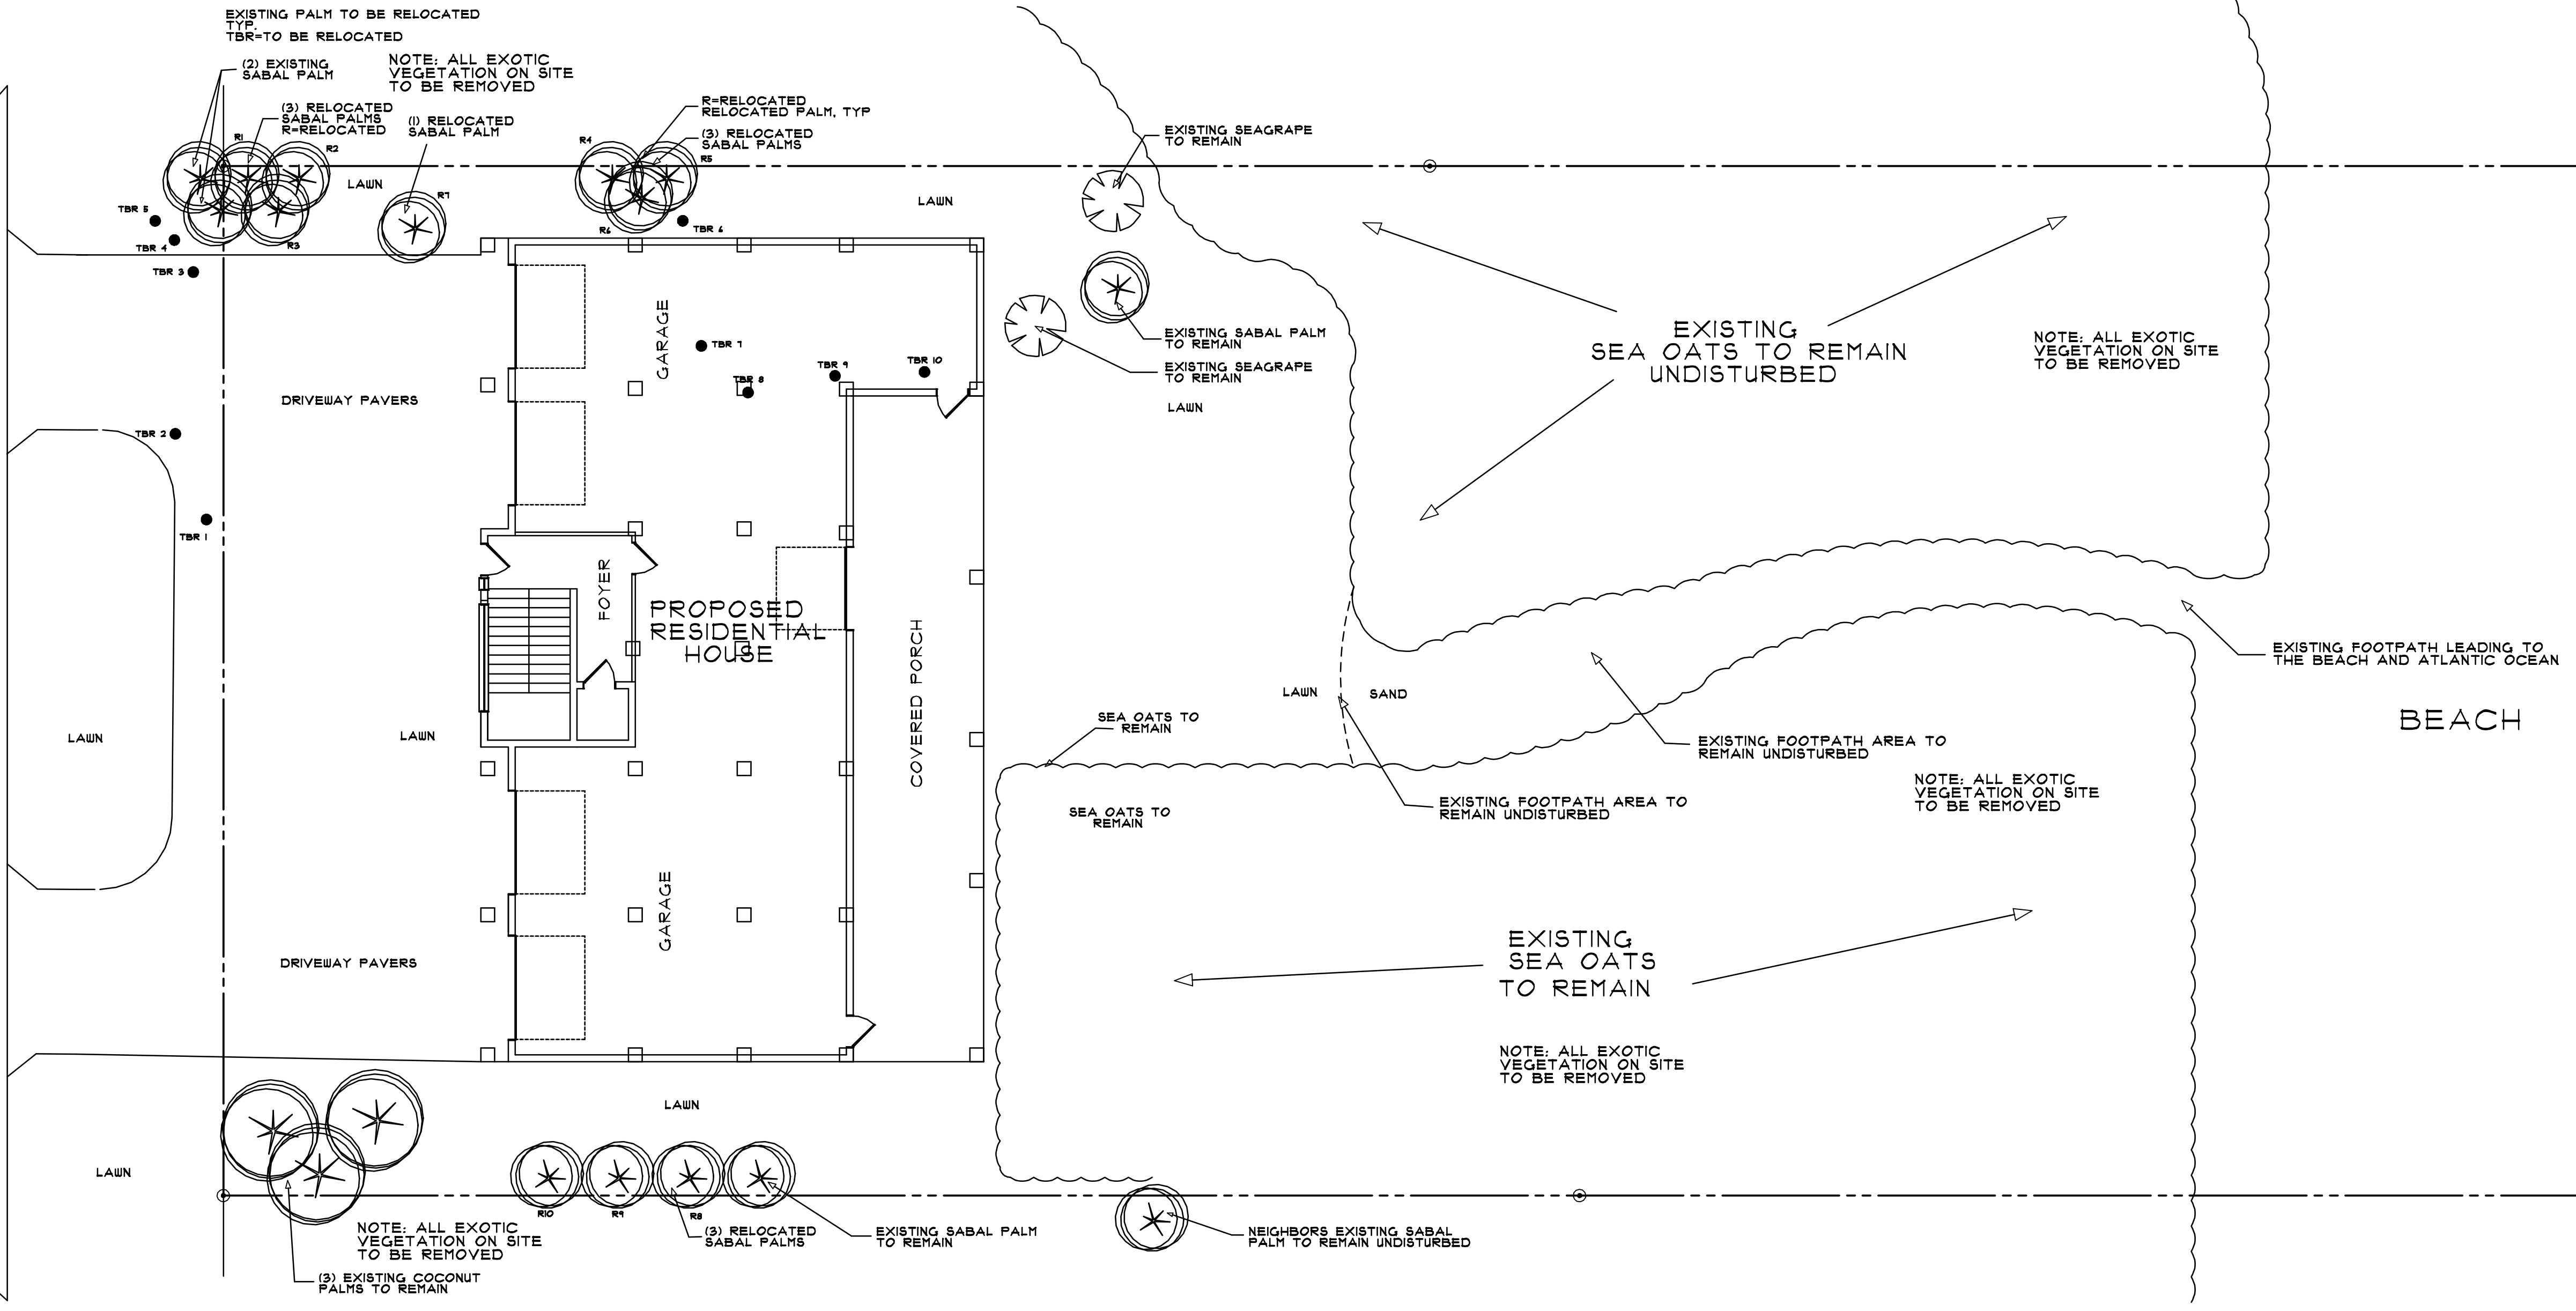 EXISTING PALM TO BE RELOCATED
TYP.
TBR=TO BE RELOCATED
(2) EXISTING
SABAL PALM
NOTE: ALL EXOTIC
VEGETATION ON SITE
TO BE REMOVED
(3) RELOCATED
SABAL PALMS
R=RELOCATED
(1) RELOCATED
SABAL PALM
R1
R2
R3
R7
LAWN
TBR 5
TBR 4
TBR 3
TBR 2
TBR 1
R=RELOCATED
RELOCATED PALM, TYP
(3) RELOCATED
SABAL PALMS
R4
R5
R6
TBR 6
LAWN
EXISTING SEAGRAPE
TO REMAIN
EXISTING SABAL PALM
TO REMAIN
EXISTING SEAGRAPE
TO REMAIN
LAWN
GARAGE
TBR 7
TBR 8
TBR 9
TBR 10
DRIVEWAY PAVERS
EXISTING
SEA OATS TO REMAIN
UNDISTURBED
NOTE: ALL EXOTIC
VEGETATION ON SITE
TO BE REMOVED
FOYER
PROPOSED
RESIDENTIAL
HOUSE
COVERED PORCH
LAWN
LAWN
LAWN
SAND
EXISTING FOOTPATH LEADING TO
THE BEACH AND ATLANTIC OCEAN
BEACH
SEA OATS TO
REMAIN
EXISTING FOOTPATH AREA TO
REMAIN UNDISTURBED
EXISTING FOOTPATH AREA TO
REMAIN UNDISTURBED
NOTE: ALL EXOTIC
VEGETATION ON SITE
TO BE REMOVED
SEA OATS TO
REMAIN
GARAGE
DRIVEWAY PAVERS
EXISTING
SEA OATS
TO REMAIN
NOTE: ALL EXOTIC
VEGETATION ON SITE
TO BE REMOVED
LAWN
LAWN
R10
R9
R8
NOTE: ALL EXOTIC
VEGETATION ON SITE
TO BE REMOVED
(3) RELOCATED
SABAL PALMS
EXISTING SABAL PALM
TO REMAIN
NEIGHBORS EXISTING SABAL
PALM TO REMAIN UNDISTURBED
(3) EXISTING COCONUT
PALMS TO REMAIN